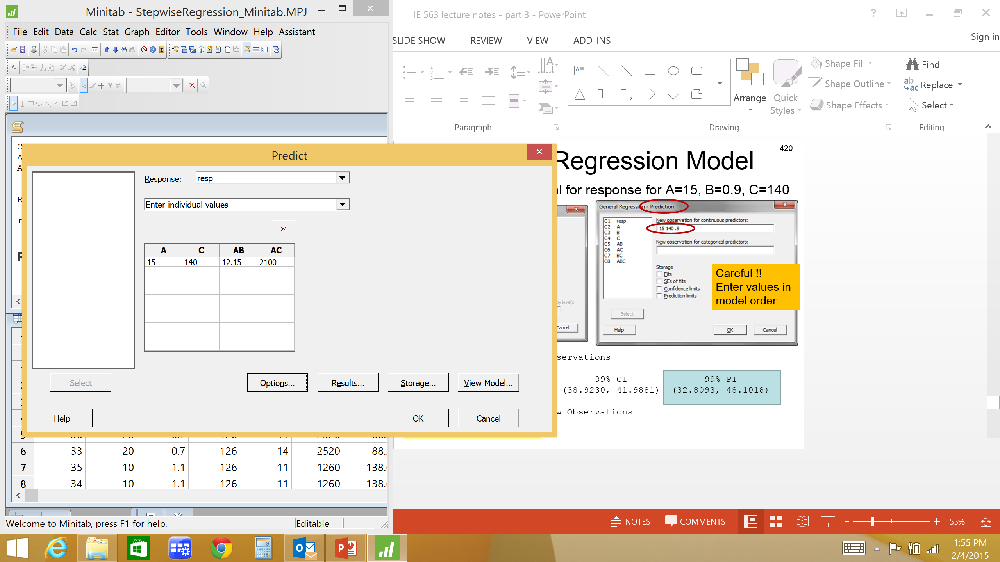 Minitab - StepwiseRegression_Minitab.MPJ
File Edit Data Calc Stat Graph Editor Tools Window Help Assistant
Predict
Response: resp
Enter individual values
A C AB AC
15 140 12.15 2100
Select
Options... Results... Storage... View Model...
Help
OK Cancel
6 33 20 0.7 126 14 2520
7 35 10 1.1 126 11 1260
8 34 10 1.1 126 11 1260
Welcome to Minitab, press F1 for help.
Editable
IE 563 lecture notes - part 3 - PowerPoint
Sign in
SLIDE SHOW REVIEW VIEW ADD-INS
Arrange
Quick Styles
Shape Fill
Shape Outline
Shape Effects
Find
Replace
Select
Paragraph
Drawing
Editing
420
Regression Model
for response for A=15, B=0.9, C=140
General Regression - Prediction
C1 resp
C2 A
C3 B
C4 C
C5 AB
C6 AC
C7 BC
C8 ABC
New observation for continuous predictors:
15 140 .9
New observation for categorical predictors:
Storage
Fits
SEs of fits
Confidence limits
Prediction limits
Careful !!
Enter values in
model order
by level):
Select
Help
OK
Cancel
Cancel
servations
99% CI 99% PI
(38.9230, 41.9881) (32.8093, 48.1018)
w Observations
NOTES
COMMENTS
55%
1:55 PM
2/4/2015